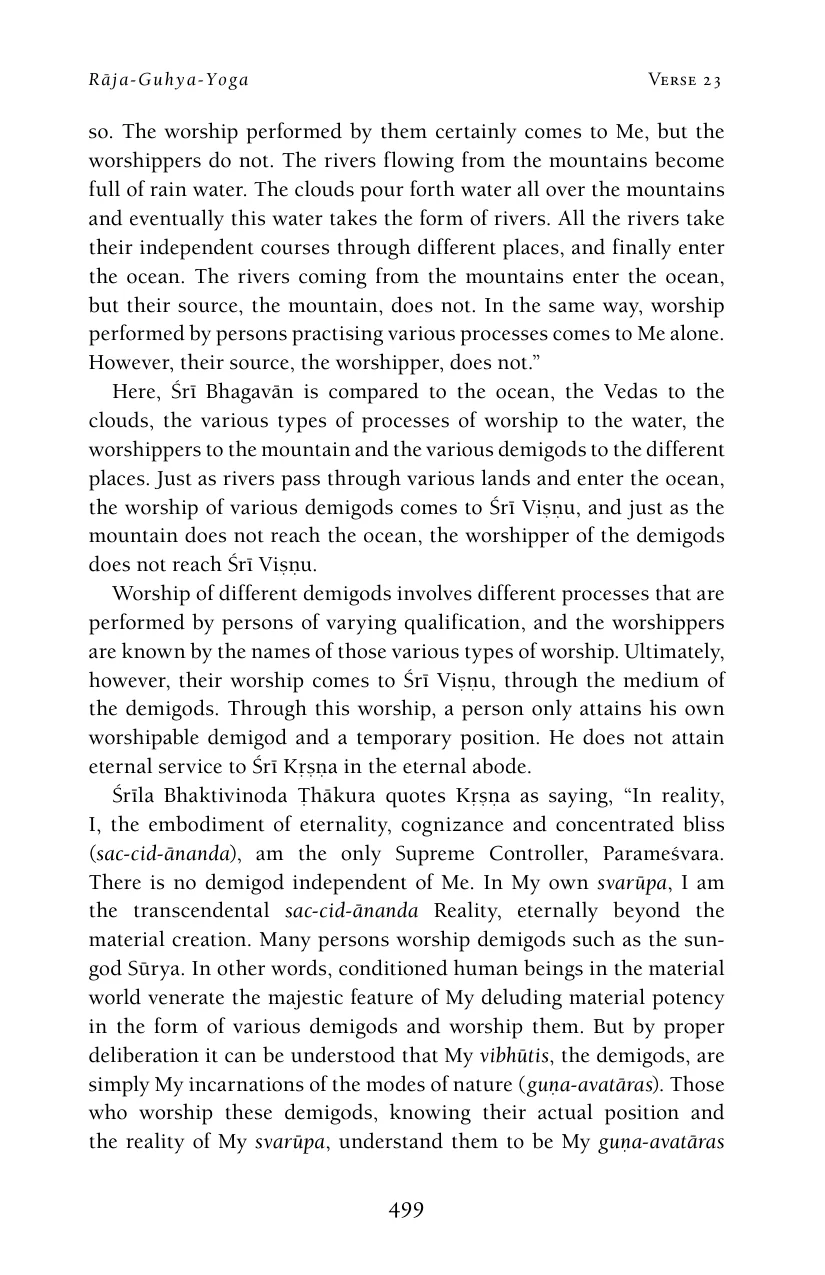 Rāja-Guhya-Yoga Verse 23
so. The worship performed by them certainly comes to Me, but the
worshippers do not. The rivers flowing from the mountains become
full of rain water. The clouds pour forth water all over the mountains
and eventually this water takes the form of rivers. All the rivers take
their independent courses through different places, and finally enter
the ocean. The rivers coming from the mountains enter the ocean,
but their source, the mountain, does not. In the same way, worship
performed by persons practising various processes comes to Me alone.
However, their source, the worshipper, does not.”
Here, Śrī Bhagavān is compared to the ocean, the Vedas to the
clouds, the various types of processes of worship to the water, the
worshippers to the mountain and the various demigods to the different
places. Just as rivers pass through various lands and enter the ocean,
the worship of various demigods comes to Śrī Viṣṇu, and just as the
mountain does not reach the ocean, the worshipper of the demigods
does not reach Śrī Viṣṇu.
Worship of different demigods involves different processes that are
performed by persons of varying qualification, and the worshippers
are known by the names of those various types of worship. Ultimately,
however, their worship comes to Śrī Viṣṇu, through the medium of
the demigods. Through this worship, a person only attains his own
worshipable demigod and a temporary position. He does not attain
eternal service to Śrī Kṛṣṇa in the eternal abode.
Śrīla Bhaktivinoda Ṭhākura quotes Kṛṣṇa as saying, “In reality,
I, the embodiment of eternality, cognizance and concentrated bliss
(sac-cid-ānanda), am the only Supreme Controller, Parameśvara.
There is no demigod independent of Me. In My own svarūpa, I am
the transcendental sac-cid-ānanda Reality, eternally beyond the
material creation. Many persons worship demigods such as the sun-
god Sūrya. In other words, conditioned human beings in the material
world venerate the majestic feature of My deluding material potency
in the form of various demigods and worship them. But by proper
deliberation it can be understood that My vibhūtis, the demigods, are
simply My incarnations of the modes of nature (guṇa-avatāras). Those
who worship these demigods, knowing their actual position and
the reality of My svarūpa, understand them to be My guṇa-avatāras
499